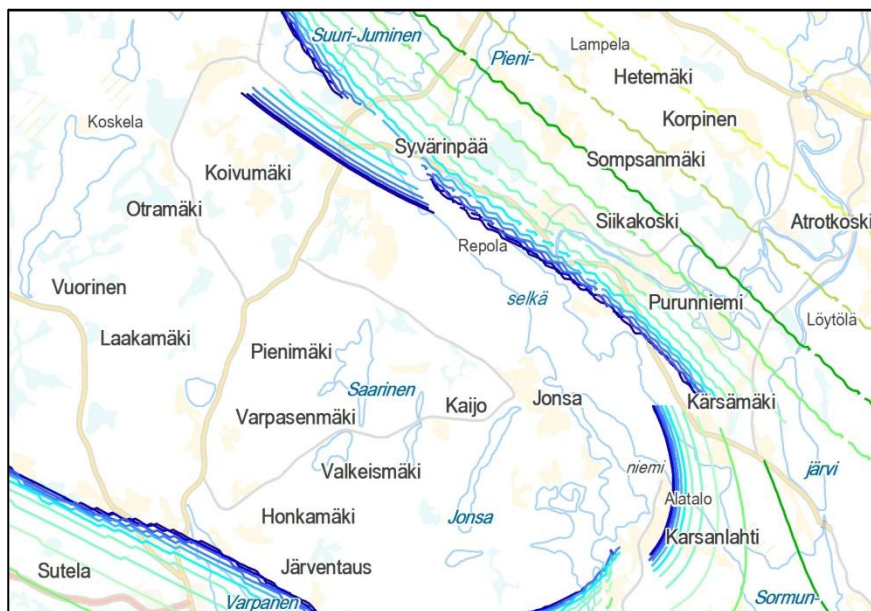 Suuri-Juminen
Lampela
Pieni-
Hetemäki
Koskela
Korpinen
Syvärinpää
Sompsanmäki
Koivumäki
Otramäki
Siikakoski
Atrotkoski
Repola
Vuorinen
selkä
Purunniemi
Löytölä
Laakamäki
Pienimäki
Saarinen
Jonsa
Kärsämäki
Kaijo
Varpasenmäki
Valkeismäki
niemi
järvi
Alatalo
Honkamäki
Jonsa
Karsanlahti
Järventaus
Sutela
Sormun-
Varpanen